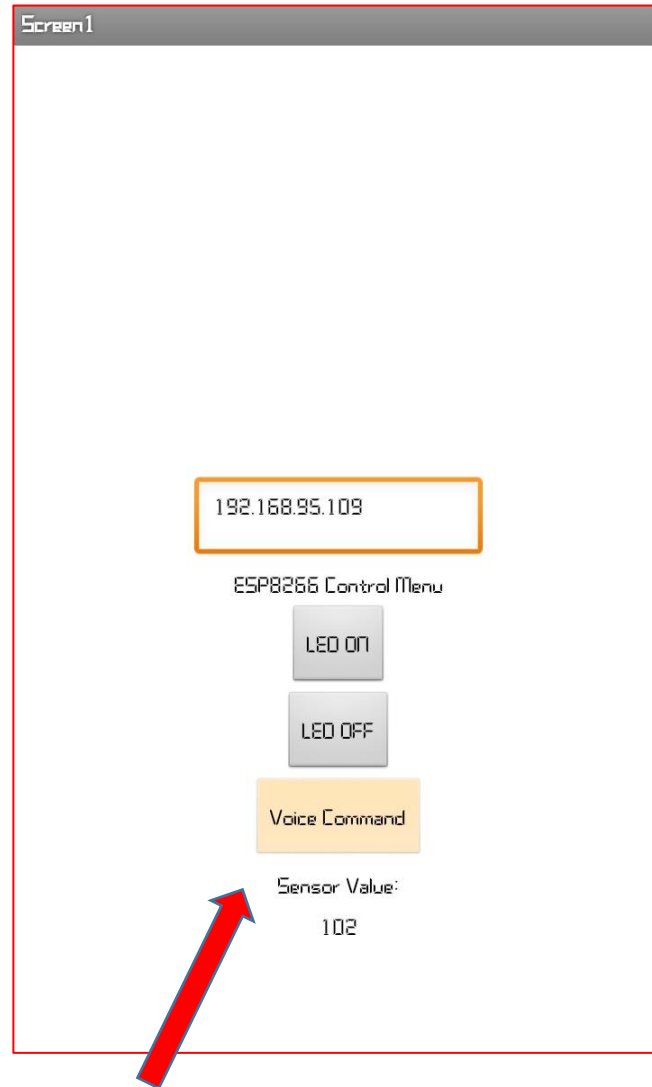 Screen1
192.168.95.109
ESP8266 Control Menu
LED ON
LED OFF
Voice Command
Sensor Value:
102